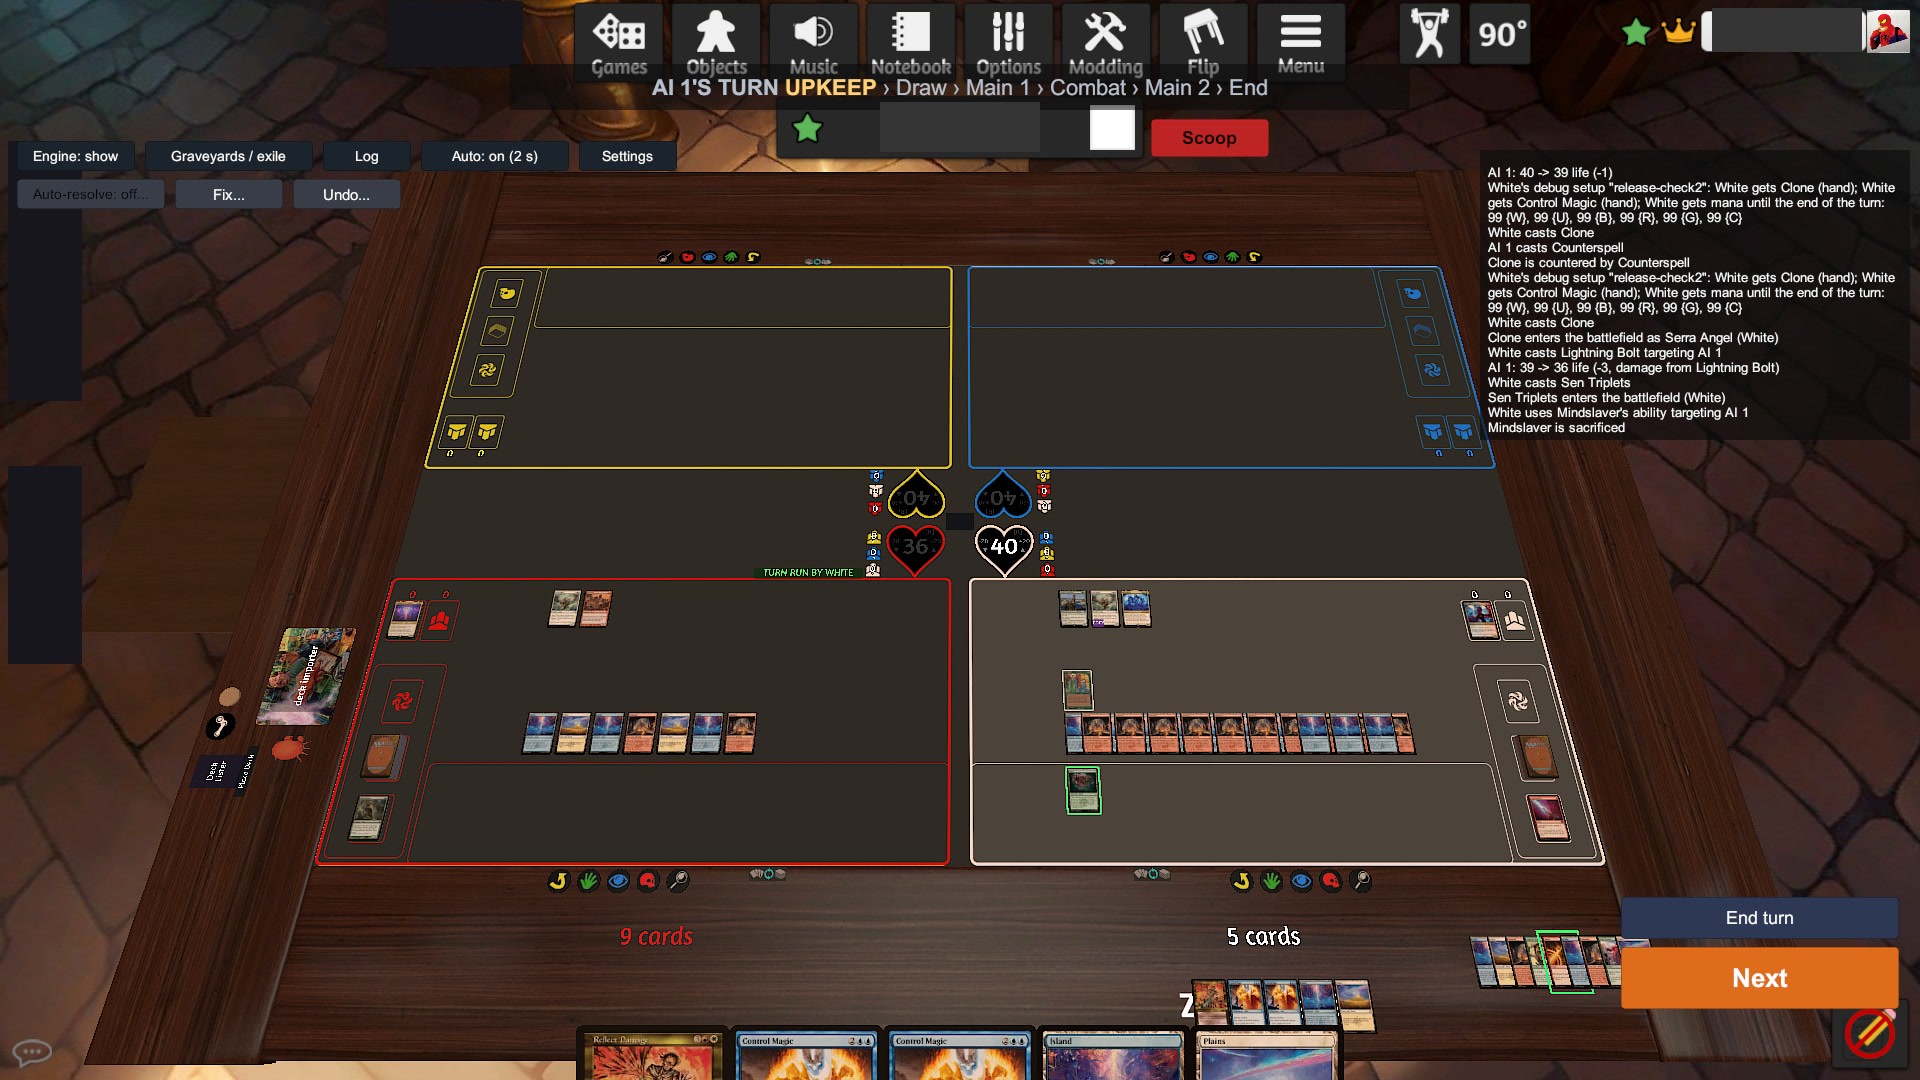 Games
Objects
Music
Notebook
Options
Modding
Flip
Menu
90°
AI 1'S TURN UPKEEP › Draw › Main 1 › Combat › Main 2 › End
Scoop
Engine: show
Graveyards / exile
Log
Auto: on (2 s)
Settings
Auto-resolve: off...
Fix...
Undo...
AI 1: 40 -> 39 life (-1)
White's debug setup "release-check2": White gets Clone (hand); White
gets Control Magic (hand); White gets mana until the end of the turn:
99 {W}, 99 {U}, 99 {B}, 99 {R}, 99 {G}, 99 {C}
White casts Clone
AI 1 casts Counterspell
Clone is countered by Counterspell
White's debug setup "release-check2": White gets Clone (hand); White
gets Control Magic (hand); White gets mana until the end of the turn:
99 {W}, 99 {U}, 99 {B}, 99 {R}, 99 {G}, 99 {C}
White casts Clone
Clone enters the battlefield as Serra Angel (White)
White casts Lightning Bolt targeting AI 1
AI 1: 39 -> 36 life (-3, damage from Lightning Bolt)
White casts Sen Triplets
Sen Triplets enters the battlefield (White)
White uses Mindslaver's ability targeting AI 1
Mindslaver is sacrificed
40
40
36
40
TURN RUN BY WHITE
deck importer
Deck
Lister
9 cards
5 cards
End turn
Next
Z
Reflect Damage
Control Magic
Control Magic
Island
Plains